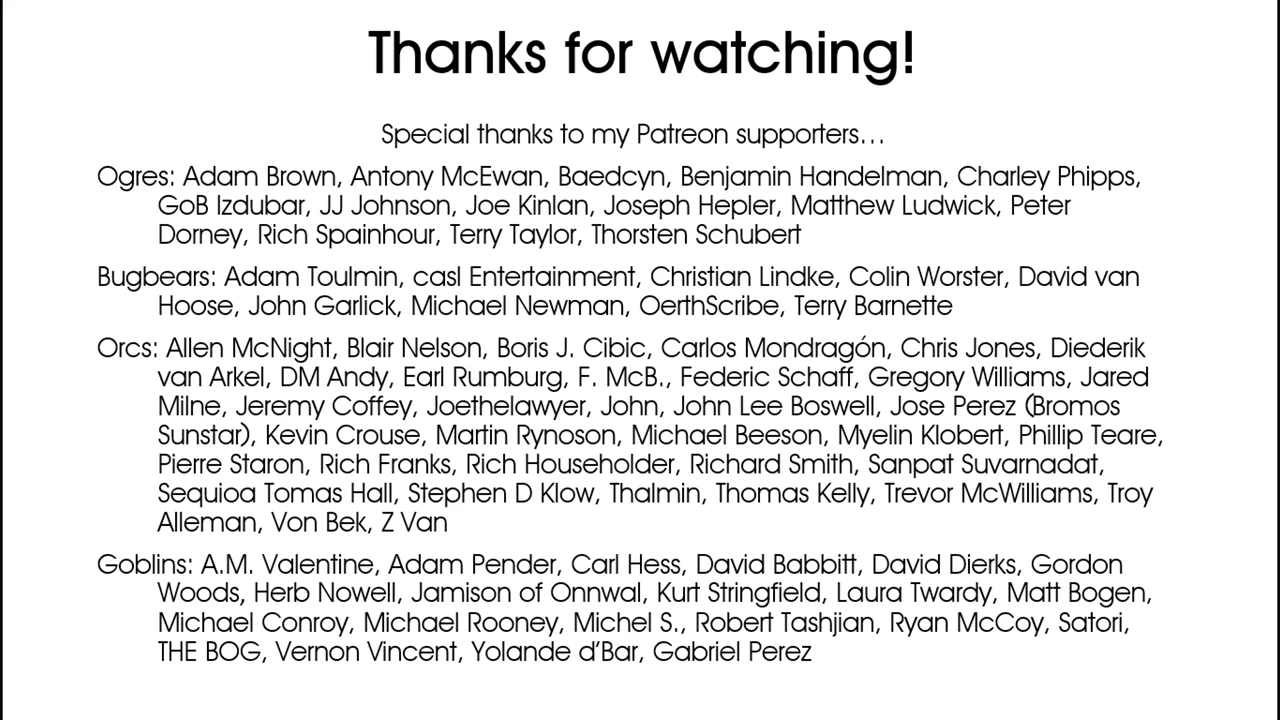 Thanks for watching!
Special thanks to my Patreon supporters…
Ogres: Adam Brown, Antony McEwan, Baedcyn, Benjamin Handelman, Charley Phipps,
GoB Izdubar, JJ Johnson, Joe Kinlan, Joseph Hepler, Matthew Ludwick, Peter
Dorney, Rich Spainhour, Terry Taylor, Thorsten Schubert
Bugbears: Adam Toulmin, casl Entertainment, Christian Lindke, Colin Worster, David van
Hoose, John Garlick, Michael Newman, OerthScribe, Terry Barnette
Orcs: Allen McNight, Blair Nelson, Boris J. Cibic, Carlos Mondragón, Chris Jones, Diederik
van Arkel, DM Andy, Earl Rumburg, F. McB., Federic Schaff, Gregory Williams, Jared
Milne, Jeremy Coffey, Joethelawyer, John, John Lee Boswell, Jose Perez (Bromos
Sunstar), Kevin Crouse, Martin Rynoson, Michael Beeson, Myelin Klobert, Phillip Teare,
Pierre Staron, Rich Franks, Rich Householder, Richard Smith, Sanpat Suvarnadat,
Sequioa Tomas Hall, Stephen D Klow, Thalmin, Thomas Kelly, Trevor McWilliams, Troy
Alleman, Von Bek, Z Van
Goblins: A.M. Valentine, Adam Pender, Carl Hess, David Babbitt, David Dierks, Gordon
Woods, Herb Nowell, Jamison of Onnwal, Kurt Stringfield, Laura Twardy, Matt Bogen,
Michael Conroy, Michael Rooney, Michel S., Robert Tashjian, Ryan McCoy, Satori,
THE BOG, Vernon Vincent, Yolande d’Bar, Gabriel Perez